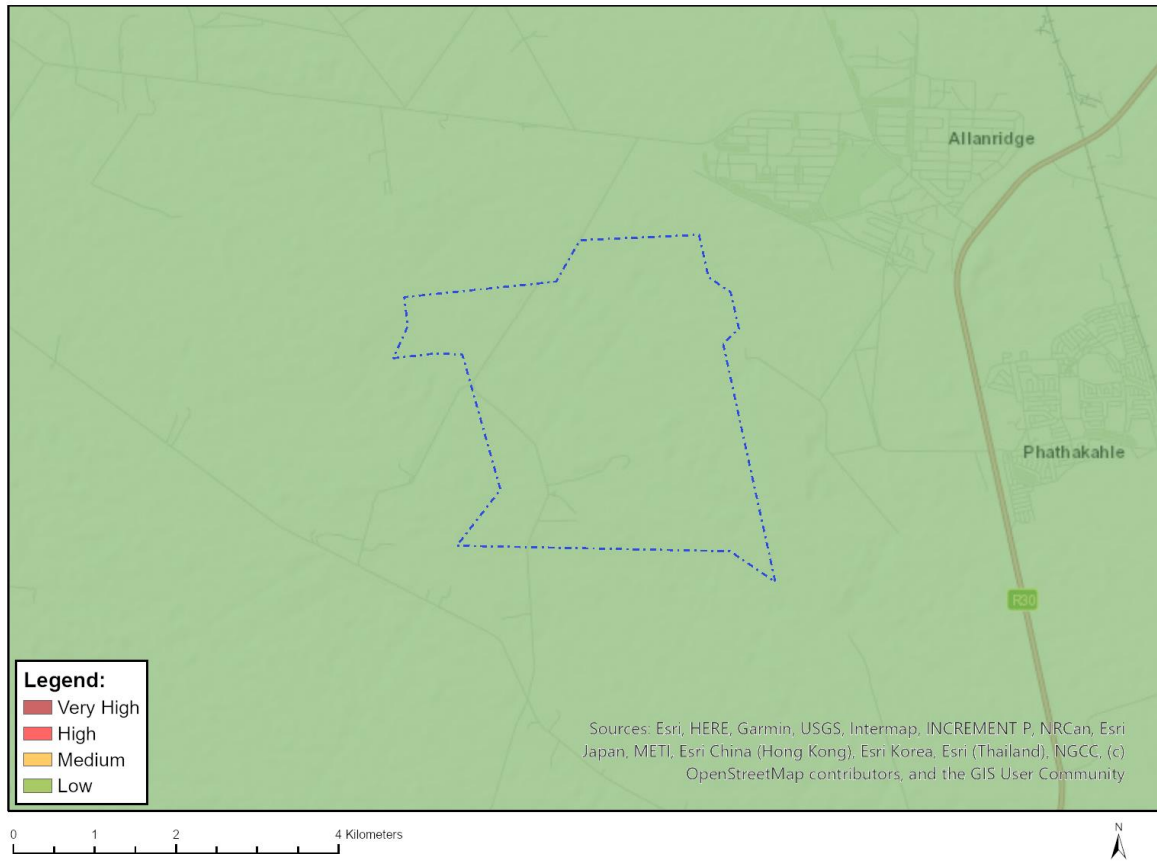 Allanridge
Phathakahle
R30
Legend:
Very High
High
Medium
Low
Sources: Esri, HERE, Garmin, USGS, Intermap, INCREMENT P, NRCan, Esri
Japan, METI, Esri China (Hong Kong), Esri Korea, Esri (Thailand), NGCC, (c)
OpenStreetMap contributors, and the GIS User Community
0 1 2 4 Kilometers
N